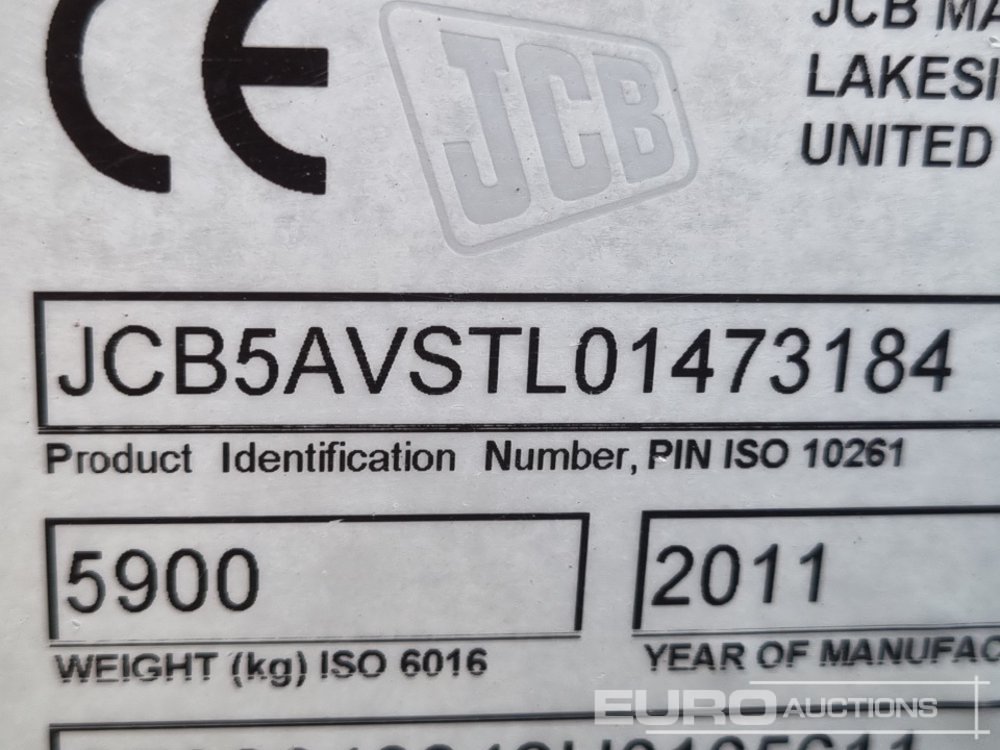 CE
JCB
JCB MA
LAKESI
UNITED
JCB5AVSTL01473184
Product Identification Number, PIN ISO 10261
5900
2011
WEIGHT (kg) ISO 6016
YEAR OF MANUFAC
EURO AUCTIONS